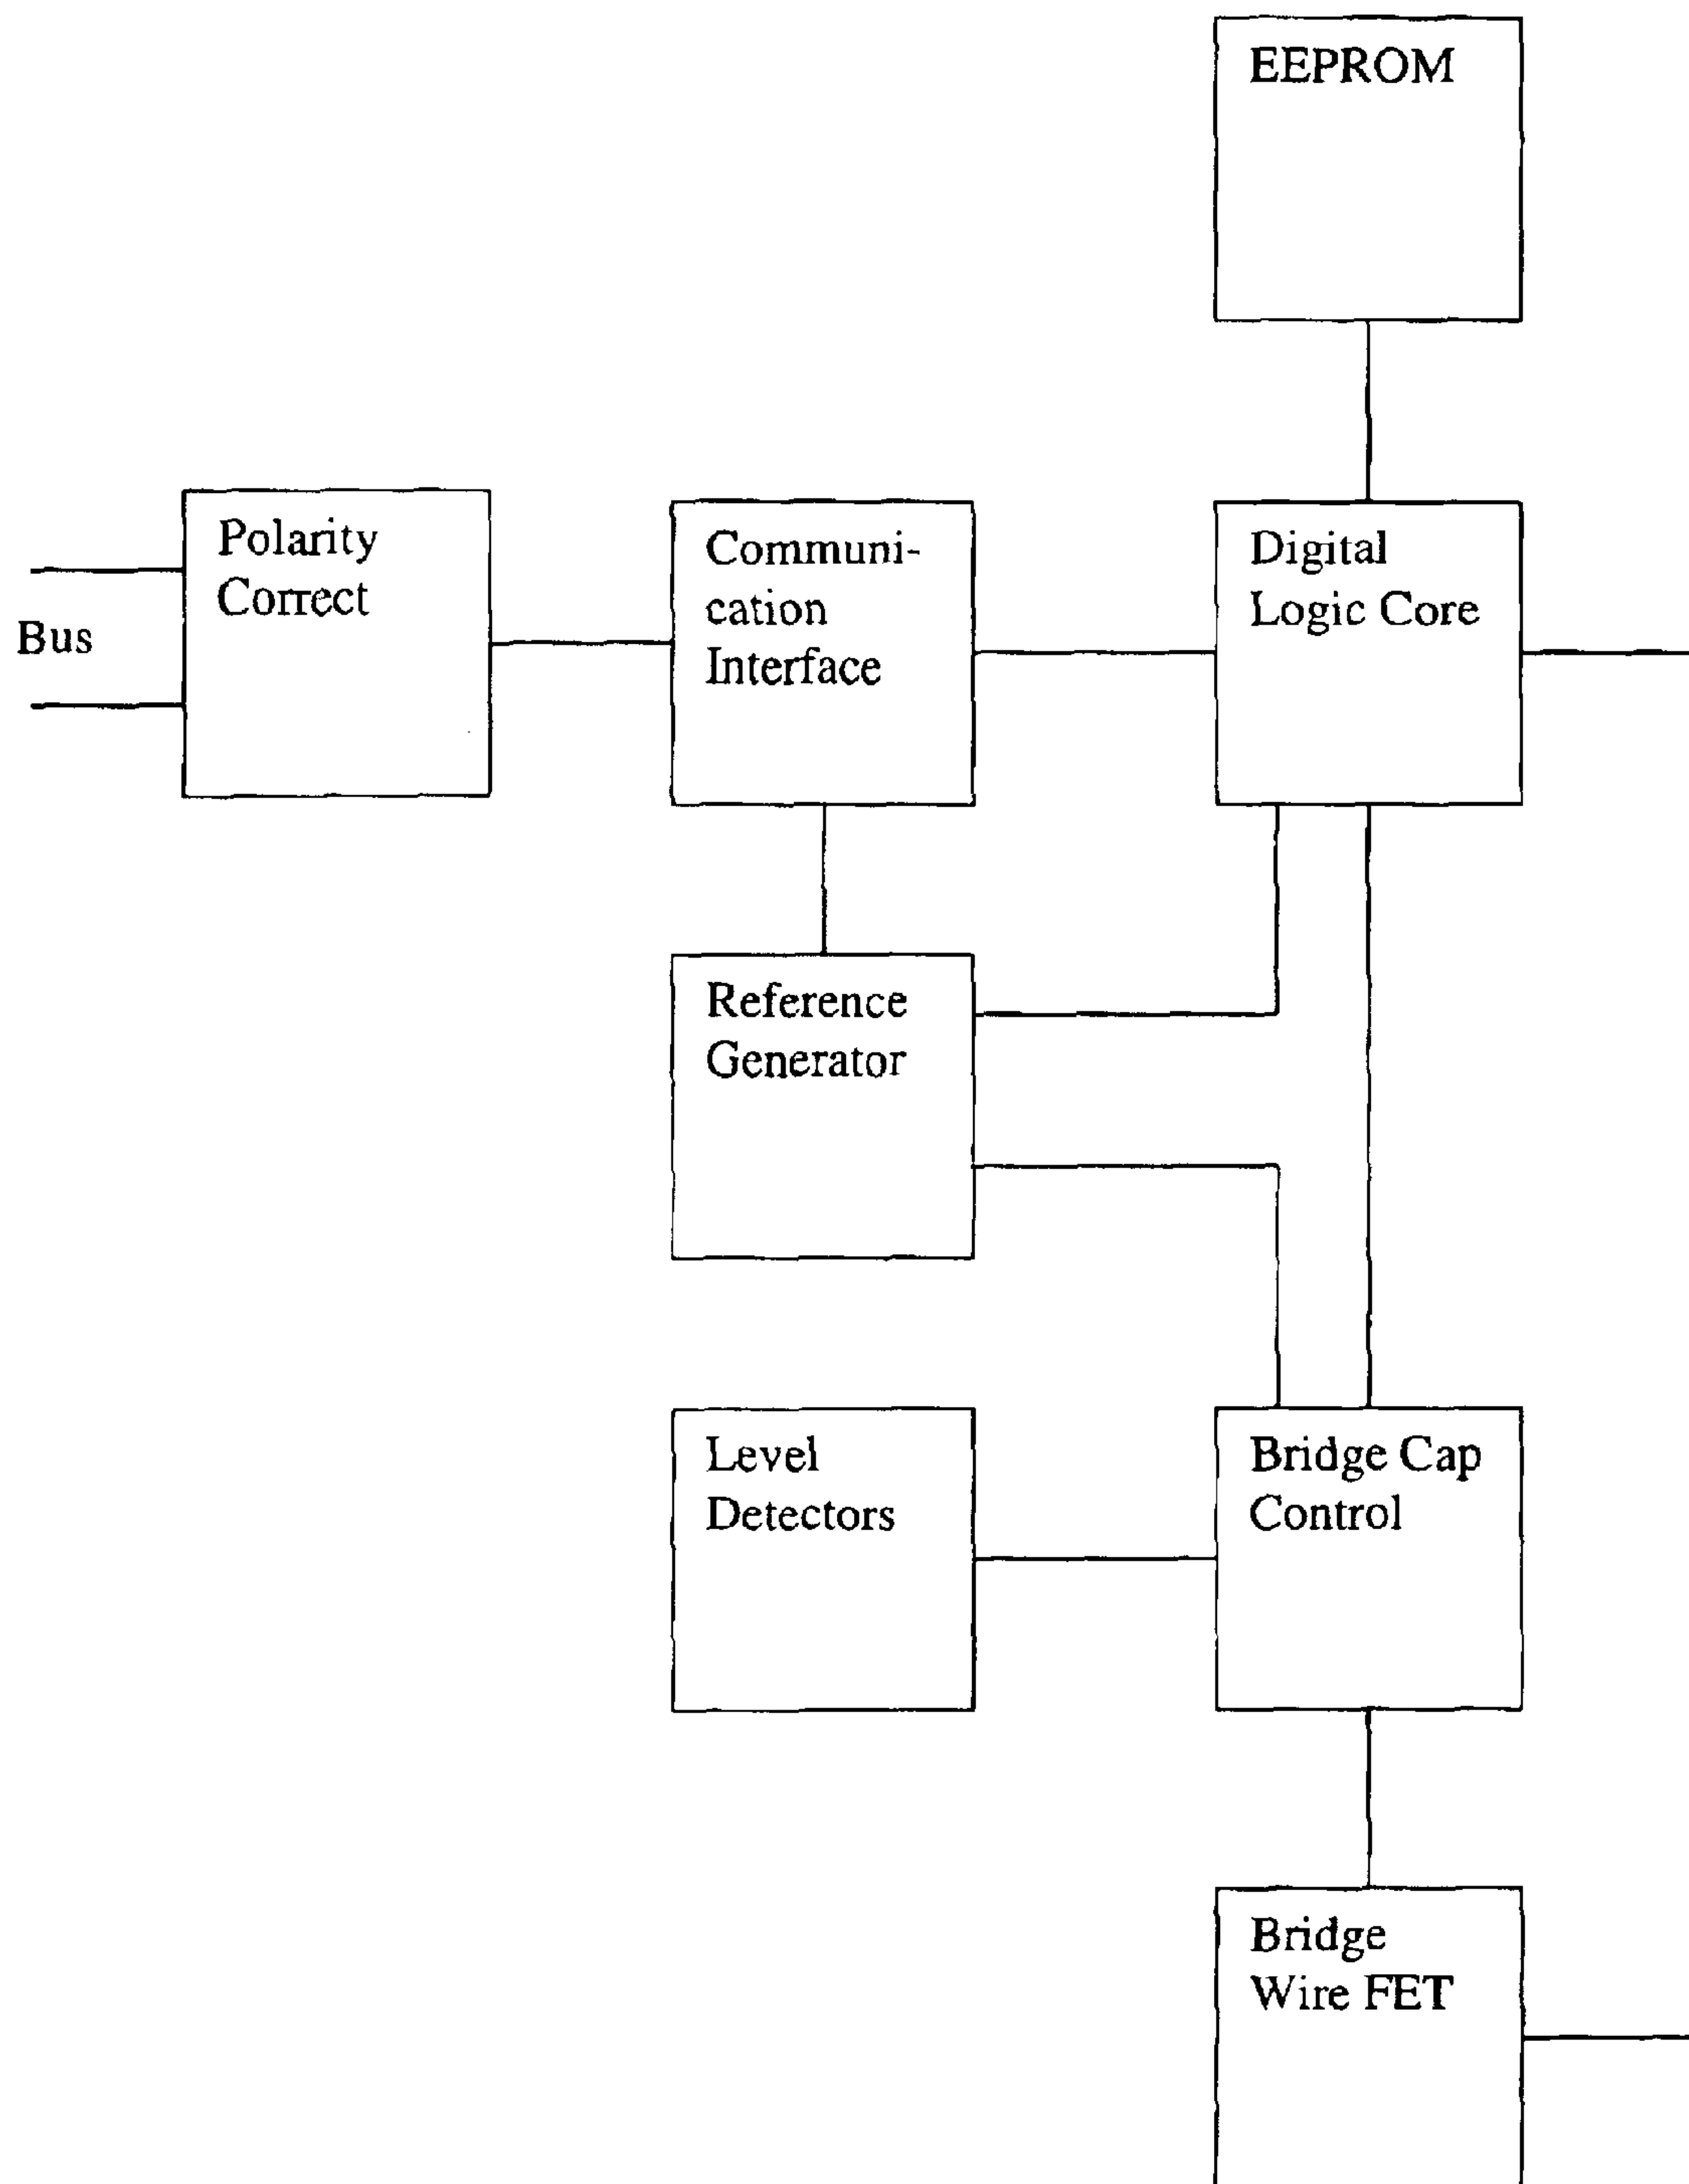 EEPROM
Polarity
Correct
Bus
Communi-
cation
Interface
Digital
Logic Core
Reference
Generator
Level
Detectors
Bridge Cap
Control
Bridge
Wire FET